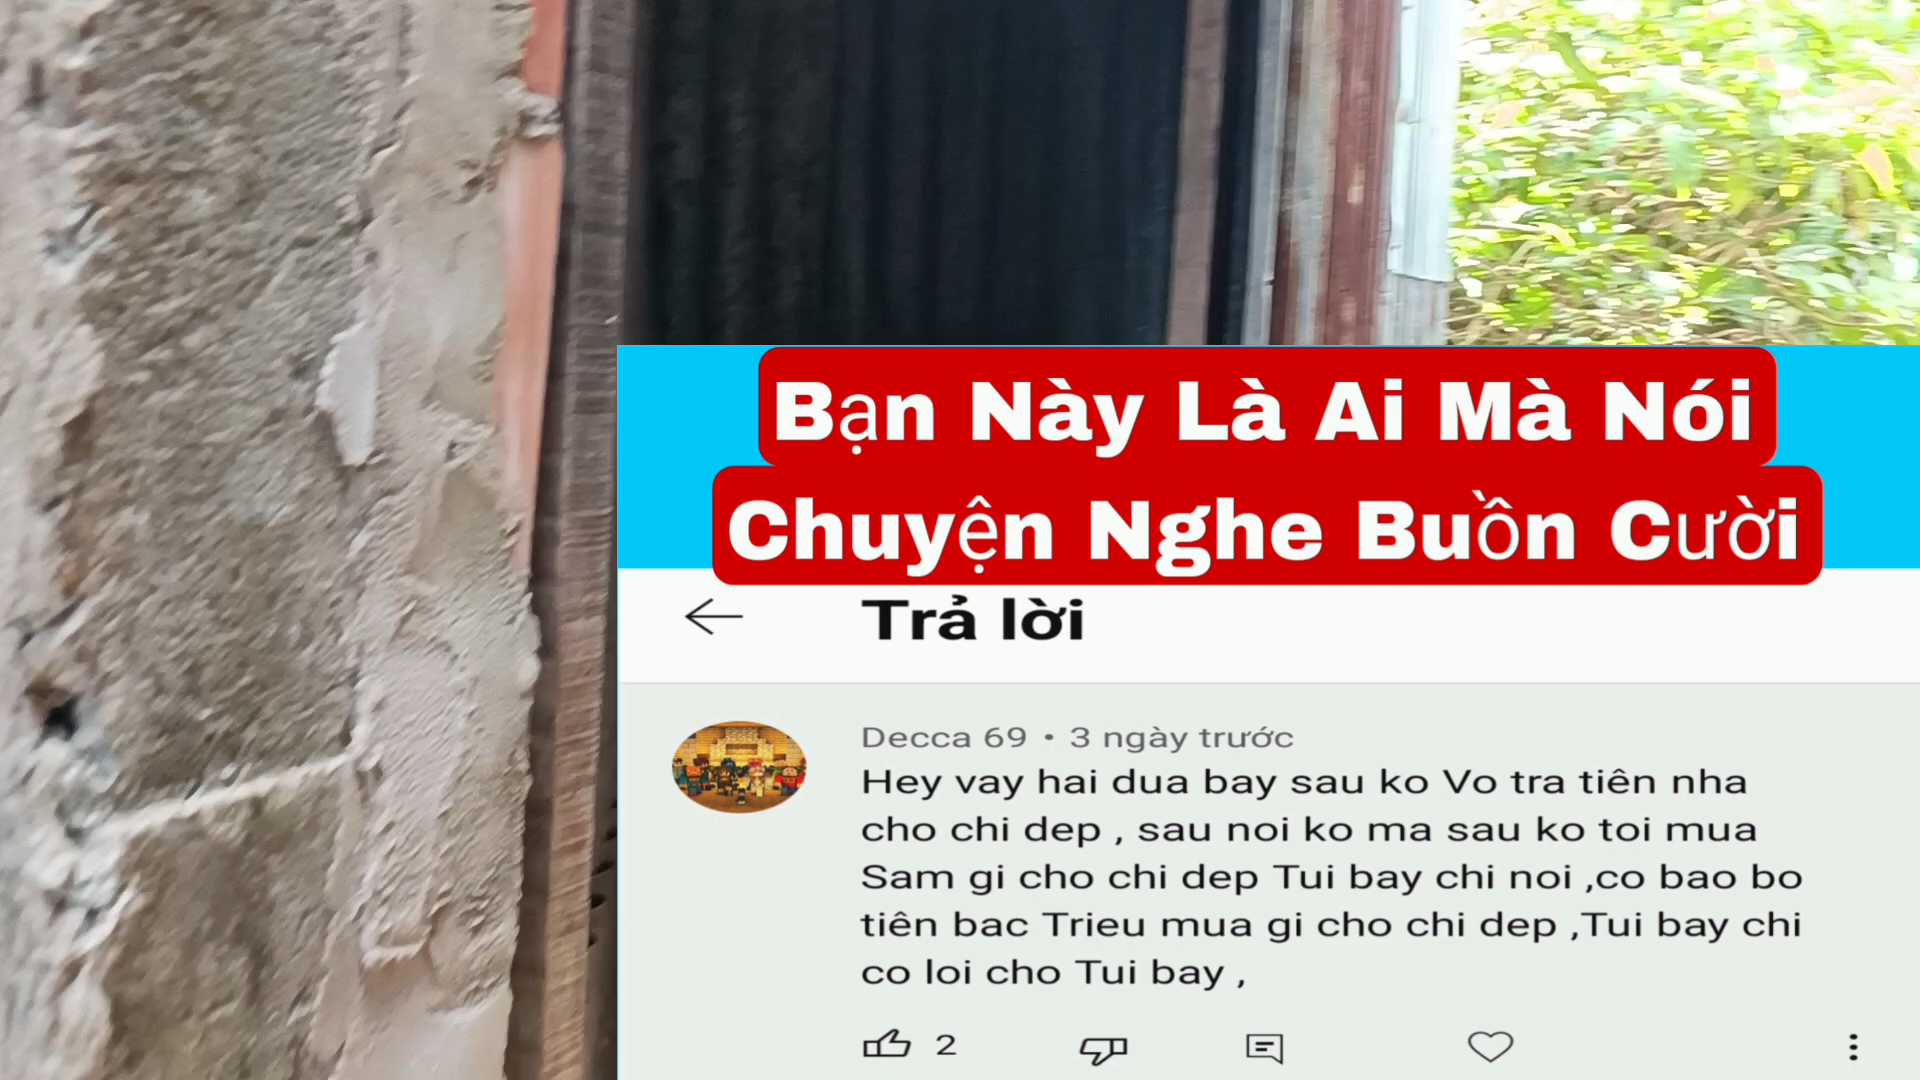 Bạn Này Là Ai Mà Nói
Chuyện Nghe Buồn Cười
Trả lời
Decca 69 • 3 ngày trước
Hey vay hai dua bay sau ko Vo tra tiên nha
cho chi dep , sau noi ko ma sau ko toi mua
Sam gi cho chi dep Tui bay chi noi ,co bao bo
tiên bac Trieu mua gi cho chi dep ,Tui bay chi
co loi cho Tui bay ,
2